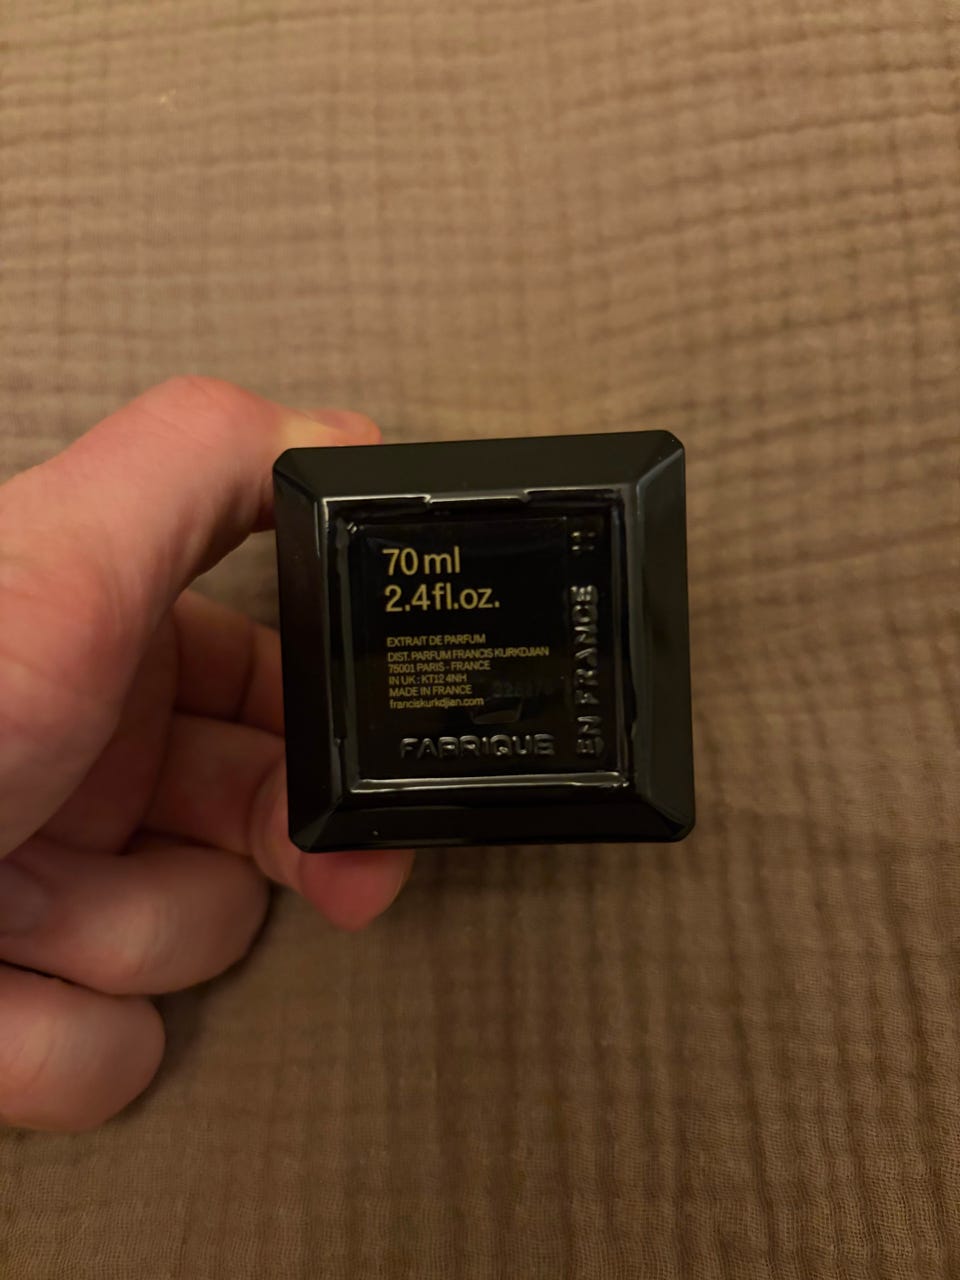 70 ml
2.4 fl.oz.
EXTRAIT DE PARFUM
DIST. PARFUM FRANCIS KURKDJIAN
75001 PARIS - FRANCE
IN UK : KT12 4NH
MADE IN FRANCE
franciskurkdjian.com
FABRIQUE
EN FRANCE